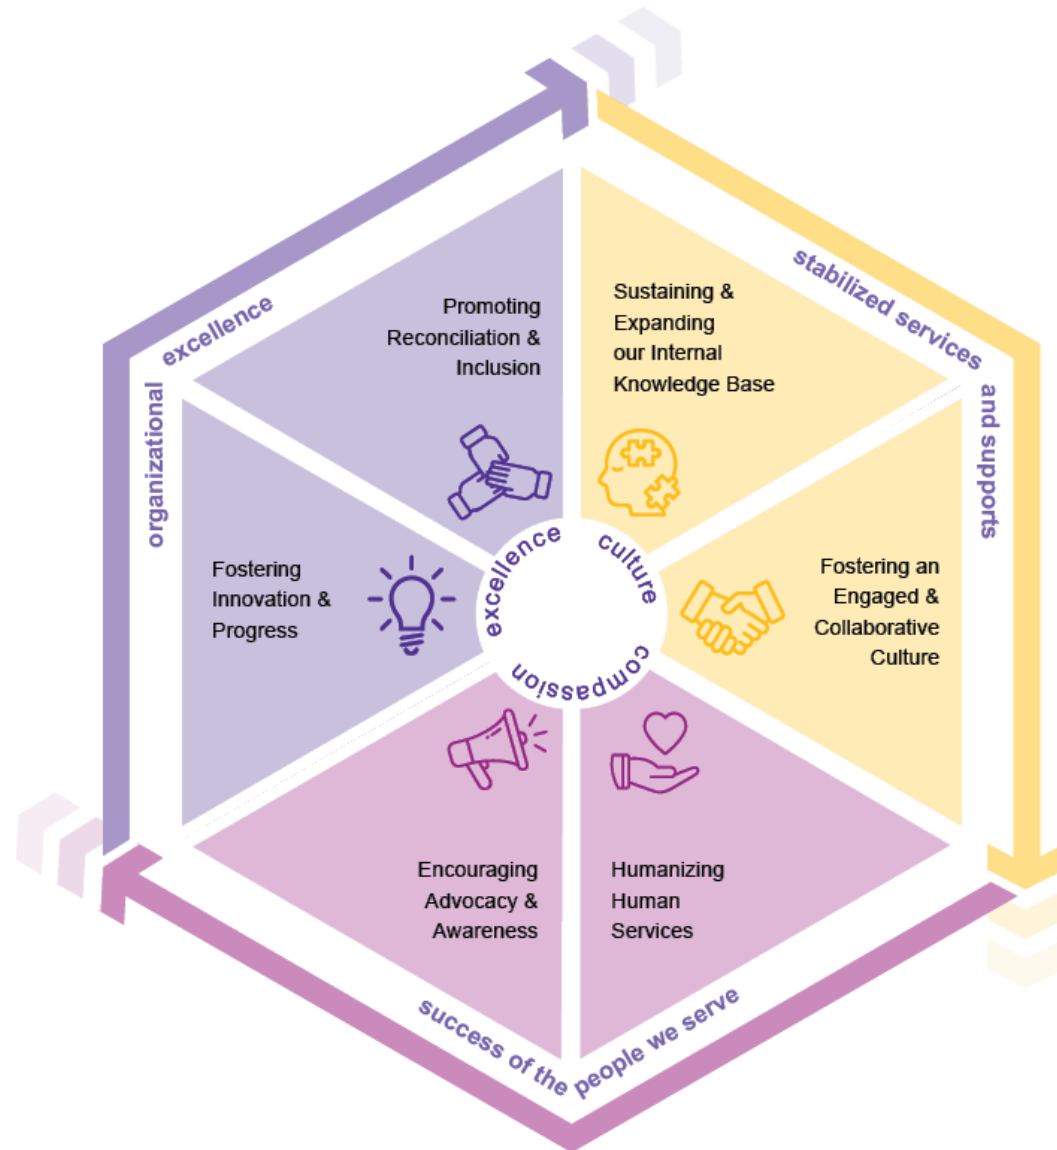 organizational excellence
stabilized services and supports
Promoting
Reconciliation &
Inclusion
Sustaining &
Expanding
our Internal
Knowledge Base
Fostering
Innovation &
Progress
Fostering an
Engaged &
Collaborative
Culture
excellence
culture
compassion
Encouraging
Advocacy &
Awareness
Humanizing
Human
Services
success of the people we serve